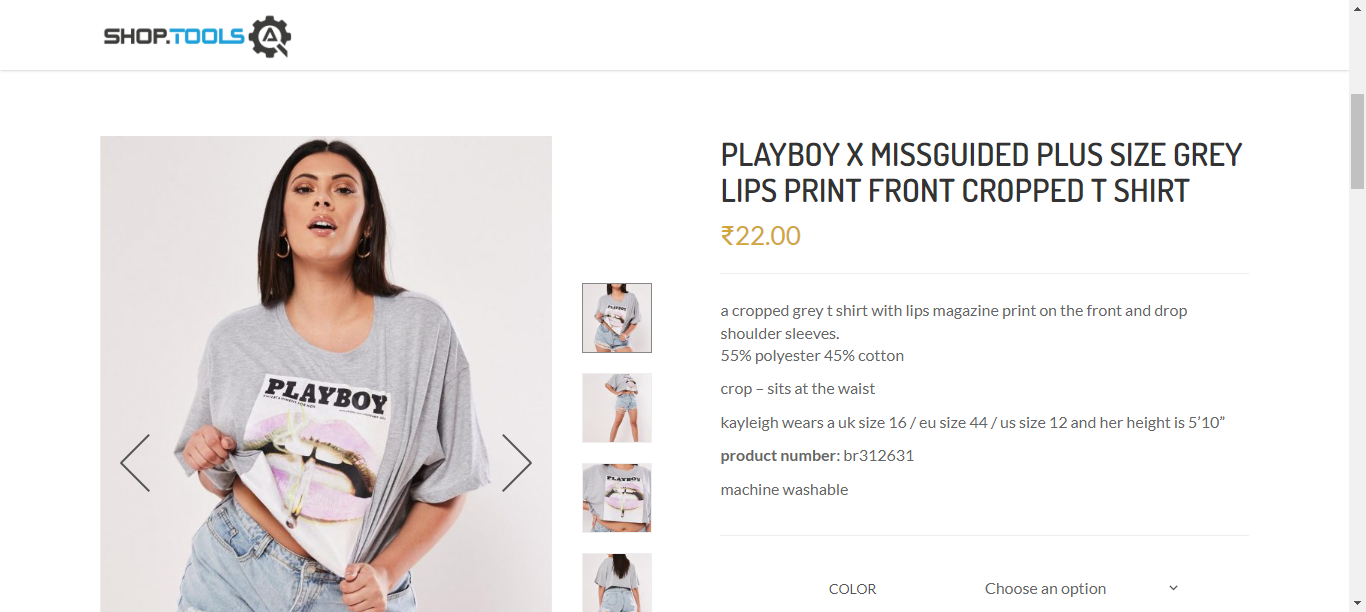 SHOP.TOOLS
PLAYBOY X MISSGUIDED PLUS SIZE GREY
LIPS PRINT FRONT CROPPED T SHIRT
₹22.00
a cropped grey t shirt with lips magazine print on the front and drop
shoulder sleeves.
55% polyester 45% cotton
crop – sits at the waist
kayleigh wears a uk size 16 / eu size 44 / us size 12 and her height is 5’10”
product number: br312631
machine washable
COLOR Choose an option
PLAYBOY
PLAYBOY
PLAYBOY